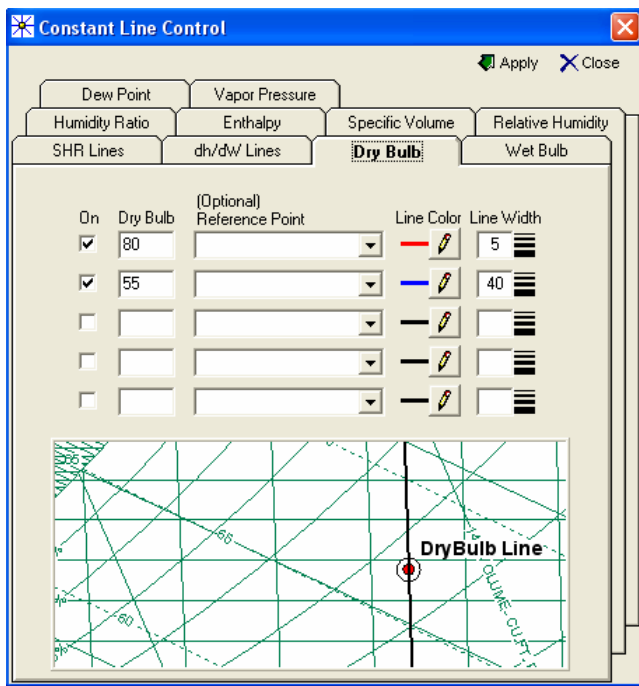 Constant Line Control
Apply Close
Dew Point Vapor Pressure
Humidity Ratio Enthalpy Specific Volume Relative Humidity
SHR Lines dh/dW Lines Dry Bulb Wet Bulb
(Optional)
On Dry Bulb Reference Point Line Color Line Width
80 5
55 40
65
DryBulb Line
60